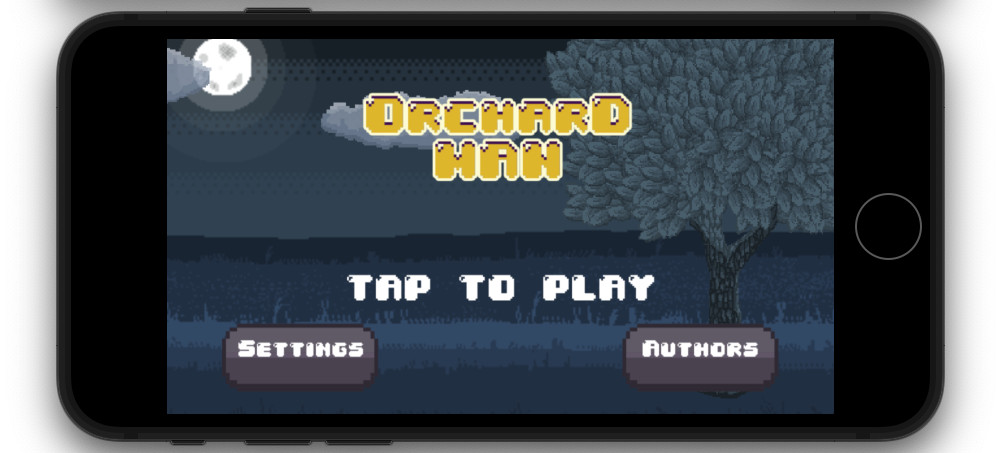 ORCHARD
MAN
TAP TO PLAY
SETTINGS
AUTHORS